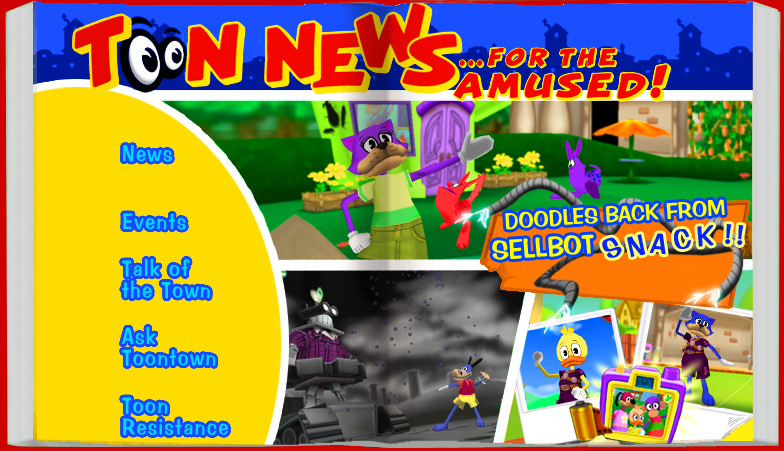 TOON NEWS
...FOR THE
AMUSED!
News
Events
Talk of
the Town
Ask
Toontown
Toon
Resistance
DOODLES BACK FROM
SELLBOT SNACK!!